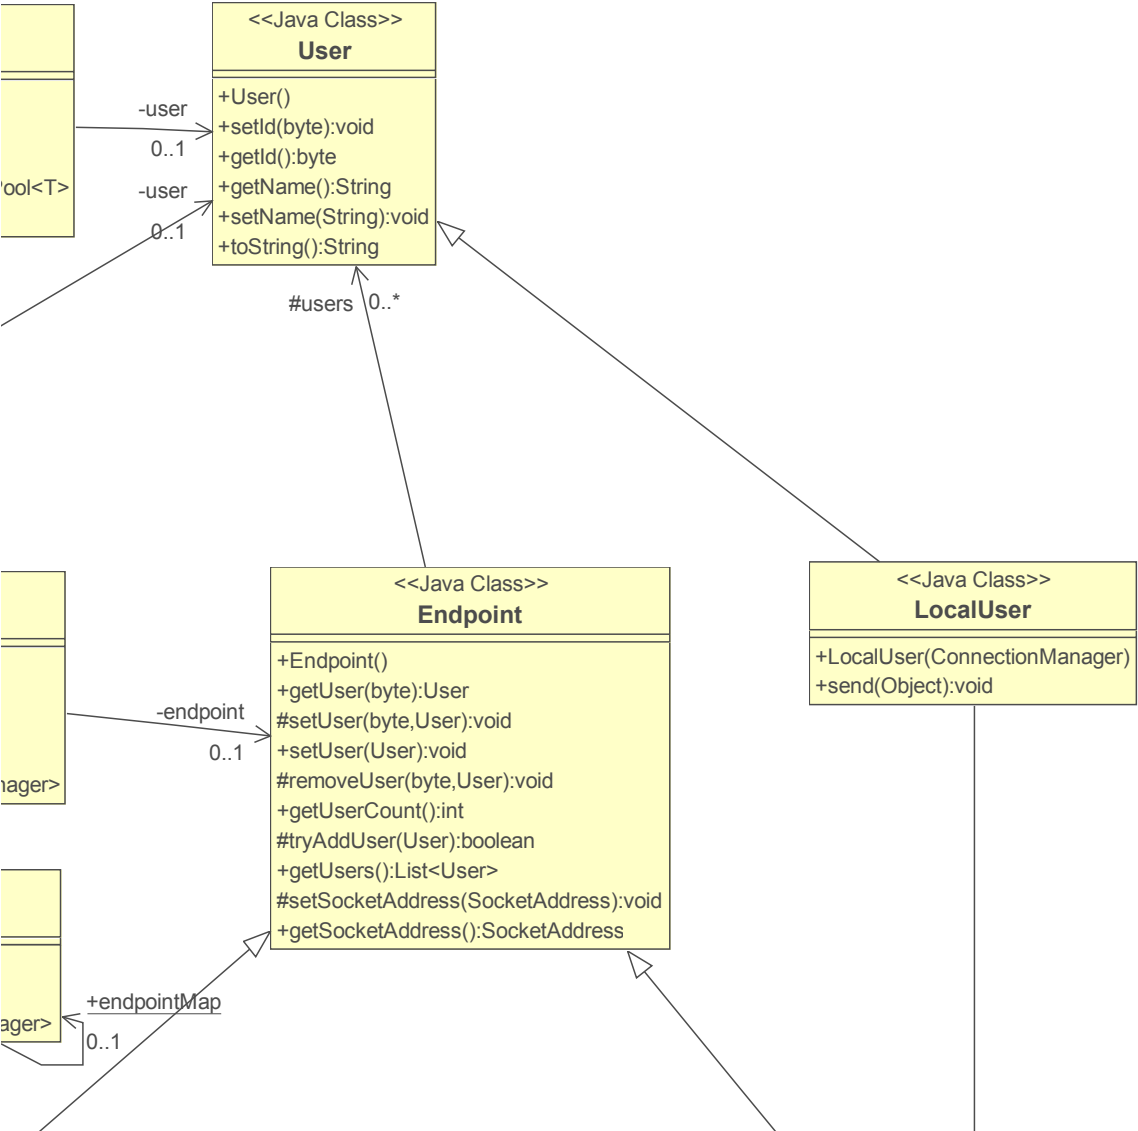 <<Java Class>>
User
+User()
+setId(byte):void
+getId():byte
+getName():String
+setName(String):void
+toString():String
-user
0..1
ool<T>
-user
0..1
#users
0..*
<<Java Class>>
Endpoint
+Endpoint()
+getUser(byte):User
#setUser(byte,User):void
+setUser(User):void
#removeUser(byte,User):void
+getUserCount():int
#tryAddUser(User):boolean
+getUsers():List<User>
#setSocketAddress(SocketAddress):void
+getSocketAddress():SocketAddress
<<Java Class>>
LocalUser
+LocalUser(ConnectionManager)
+send(Object):void
-endpoint
0..1
nager>
+endpointMap
ager>
0..1